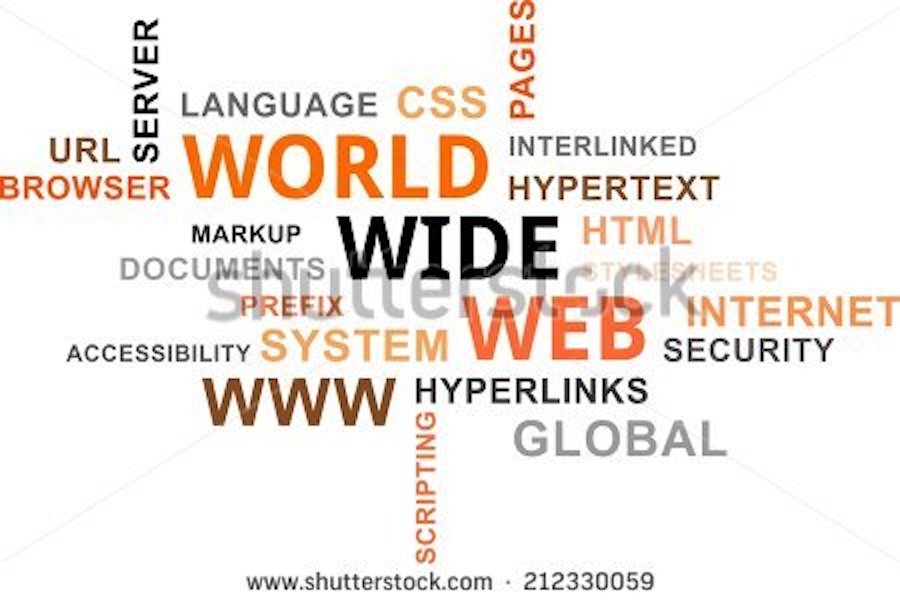 PAGES
SERVER
LANGUAGE CSS
URL
WORLD
INTERLINKED
BROWSER
HYPERTEXT
MARKUP
WIDE
HTML
DOCUMENTS
STYLESHEETS
shutterstock
PREFIX
WEB
INTERNET
ACCESSIBILITY
SYSTEM
SECURITY
WWW
HYPERLINKS
SCRIPTING
GLOBAL
www.shutterstock.com · 212330059